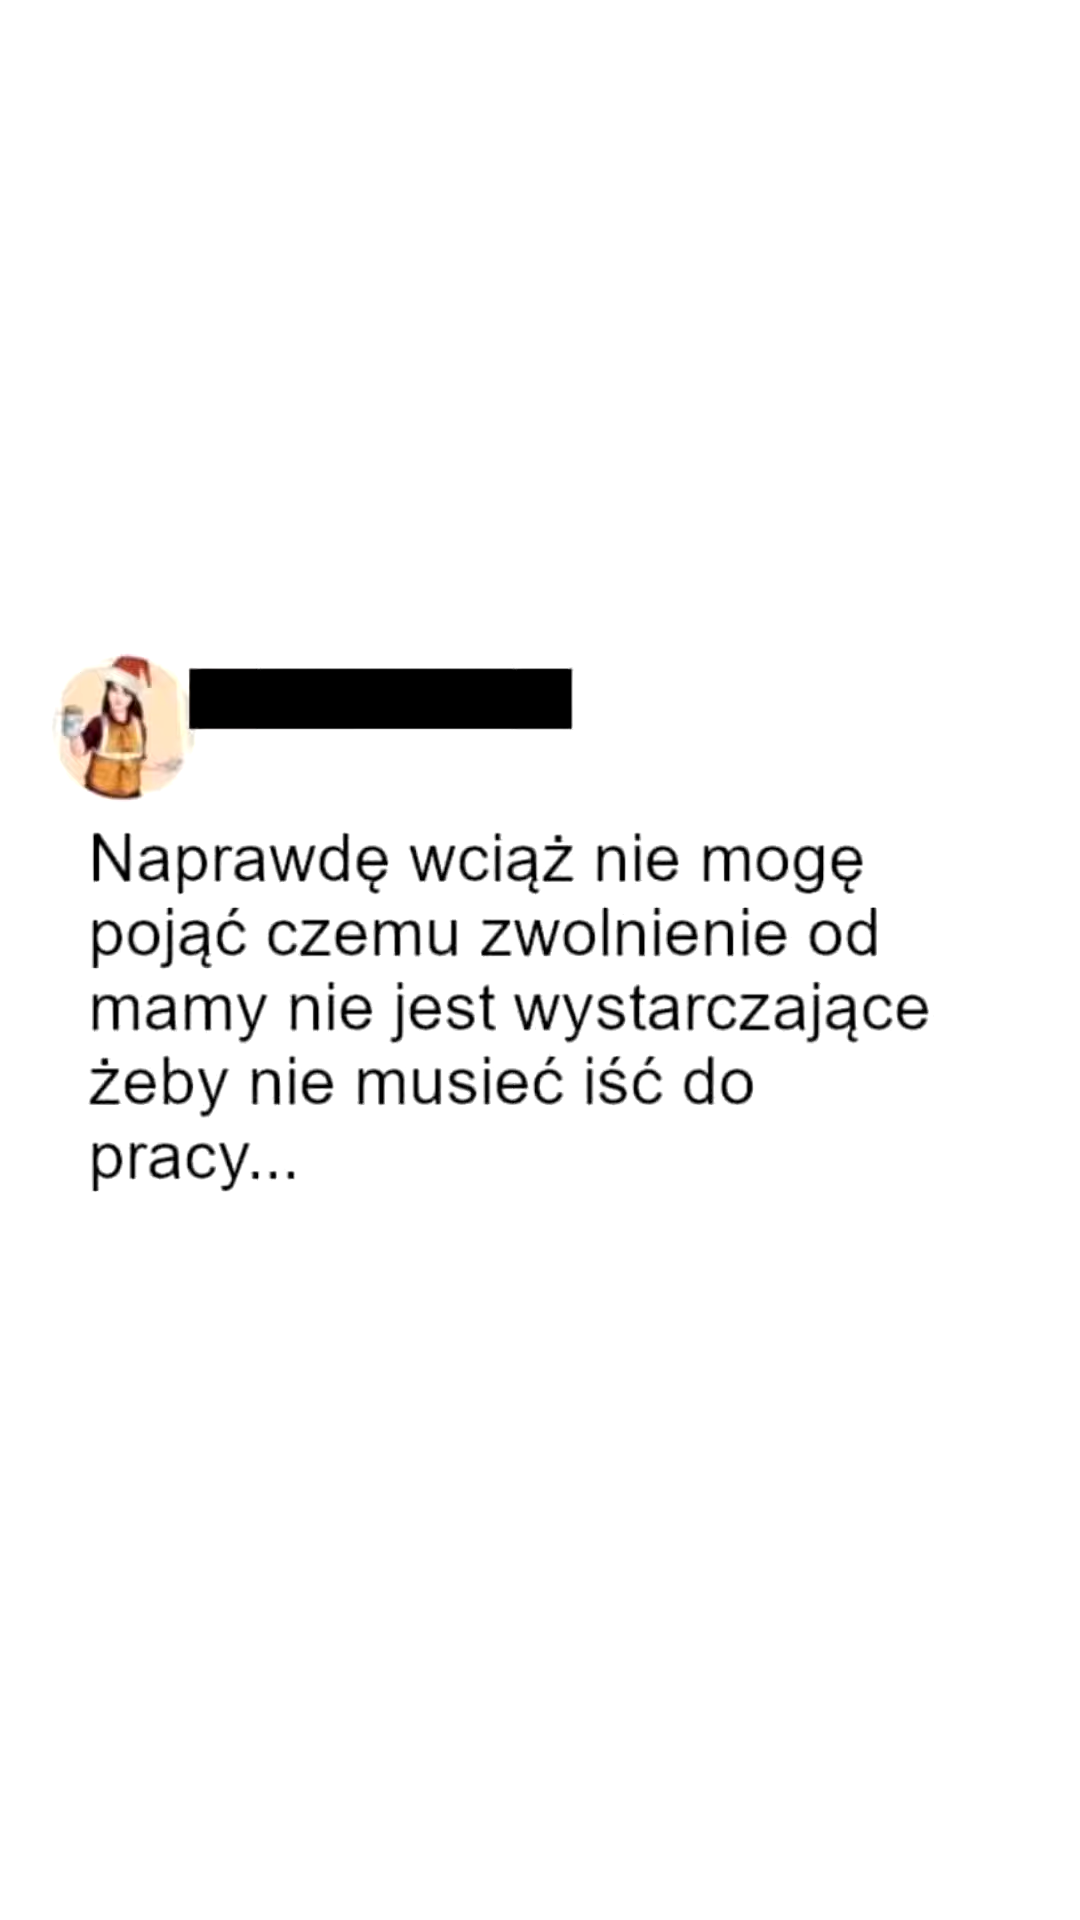 Naprawdę wciąż nie mogę
pojąć czemu zwolnienie od
mamy nie jest wystarczające
żeby nie musieć iść do
pracy...